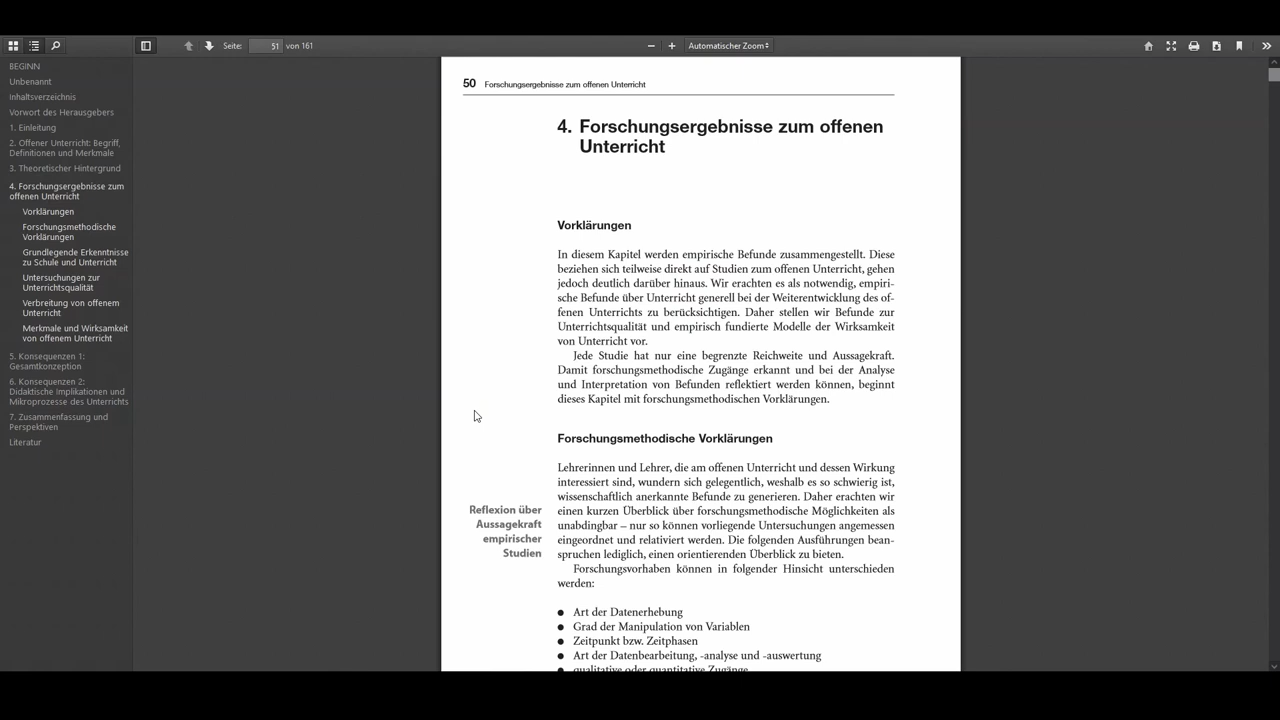 Seite: 51 von 161
Automatischer Zoom
BEGINN
Unbenannt
Inhaltsverzeichnis
Vorwort des Herausgebers
1. Einleitung
2. Offener Unterricht: Begriff,
Definitionen und Merkmale
3. Theoretischer Hintergrund
4. Forschungsergebnisse zum
offenen Unterricht
Vorklärungen
Forschungsmethodische
Vorklärungen
Grundlegende Erkenntnisse
zu Schule und Unterricht
Untersuchungen zur
Unterrichtsqualität
Verbreitung von offenem
Unterricht
Merkmale und Wirksamkeit
von offenem Unterricht
5. Konsequenzen 1:
Gesamtkonzeption
6. Konsequenzen 2:
Didaktische Implikationen und
Mikroprozesse des Unterrichts
7. Zusammenfassung und
Perspektiven
Literatur
50 Forschungsergebnisse zum offenen Unterricht
4. Forschungsergebnisse zum offenen
Unterricht
Vorklärungen
In diesem Kapitel werden empirische Befunde zusammengestellt. Diese
beziehen sich teilweise direkt auf Studien zum offenen Unterricht, gehen
jedoch deutlich darüber hinaus. Wir erachten es als notwendig, empiri-
sche Befunde über Unterricht generell bei der Weiterentwicklung des of-
fenen Unterrichts zu berücksichtigen. Daher stellen wir Befunde zur
Unterrichtsqualität und empirisch fundierte Modelle der Wirksamkeit
von Unterricht vor.
Jede Studie hat nur eine begrenzte Reichweite und Aussagekraft.
Damit forschungsmethodische Zugänge erkannt und bei der Analyse
und Interpretation von Befunden reflektiert werden können, beginnt
dieses Kapitel mit forschungsmethodischen Vorklärungen.
Forschungsmethodische Vorklärungen
Lehrerinnen und Lehrer, die am offenen Unterricht und dessen Wirkung
interessiert sind, wundern sich gelegentlich, weshalb es so schwierig ist,
wissenschaftlich anerkannte Befunde zu generieren. Daher erachten wir
einen kurzen Überblick über forschungsmethodische Möglichkeiten als
unabdingbar – nur so können vorliegende Untersuchungen angemessen
eingeordnet und relativiert werden. Die folgenden Ausführungen bean-
spruchen lediglich, einen orientierenden Überblick zu bieten.
Reflexion über
Aussagekraft
empirischer
Studien
Forschungsvorhaben können in folgender Hinsicht unterschieden
werden:
● Art der Datenerhebung
● Grad der Manipulation von Variablen
● Zeitpunkt bzw. Zeitphasen
● Art der Datenbearbeitung, -analyse und -auswertung
● qualitative oder quantitative Zugänge